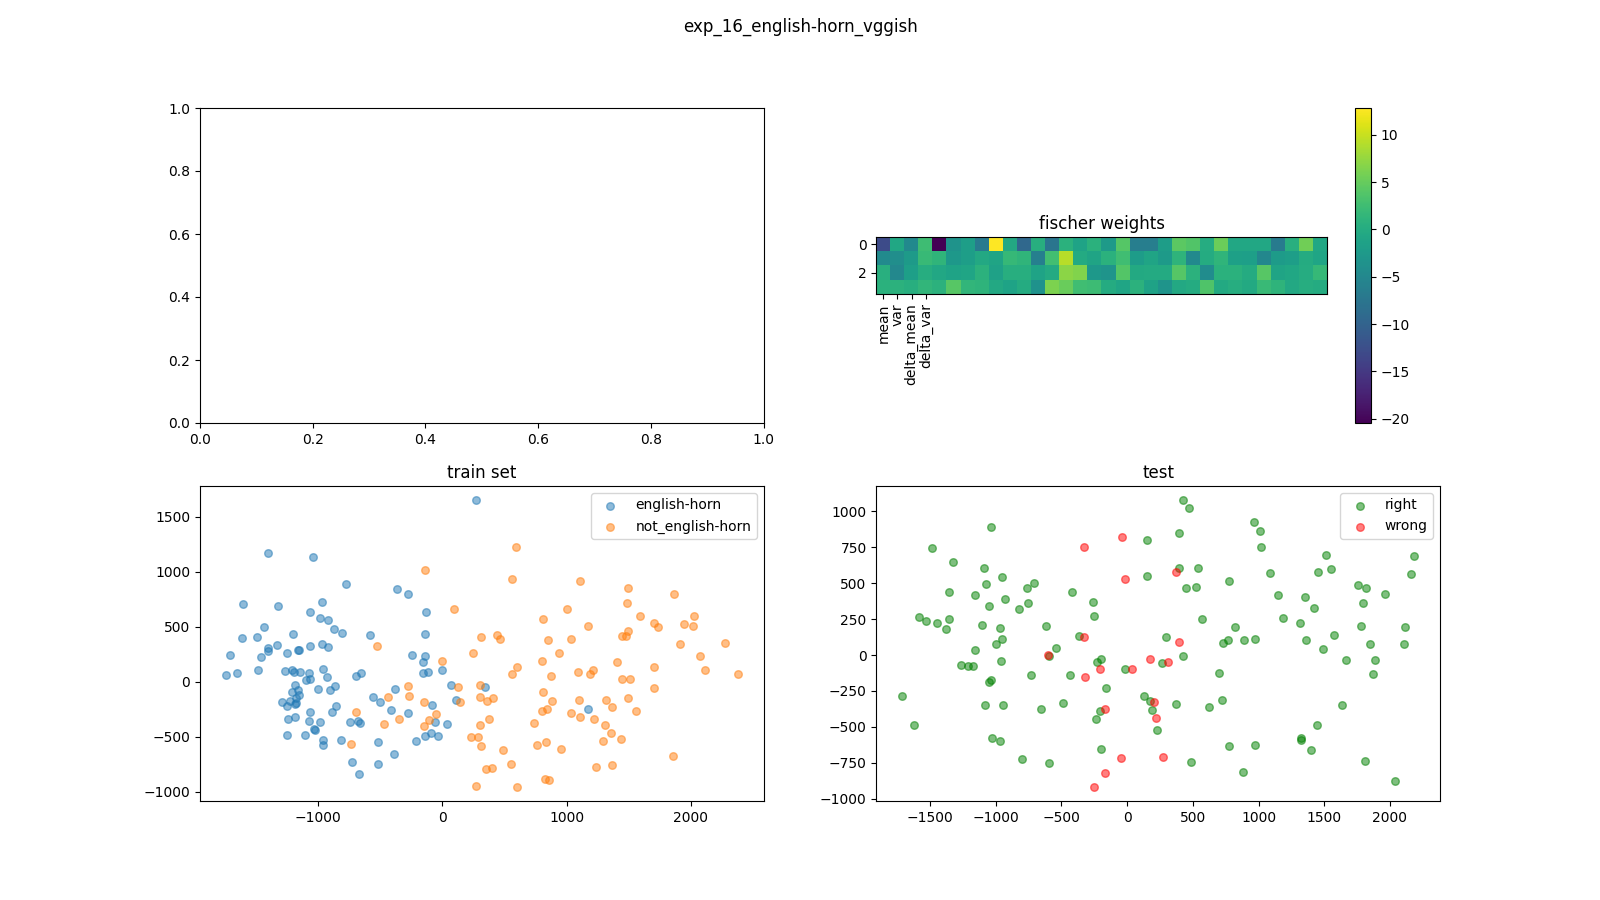 exp_16_english-horn_vggish
1.0
0.8
0.6
0.4
0.2
0.0
0.0 0.2 0.4 0.6 0.8 1.0
fischer weights
0
2
mean
var
delta_mean
delta_var
10
5
0
−5
−10
−15
−20
train set
english-horn
not_english-horn
1500
1000
500
0
−500
−1000
−1000 0 1000 2000
test
right
wrong
1000
750
500
250
0
−250
−500
−750
−1000
−1500 −1000 −500 0 500 1000 1500 2000